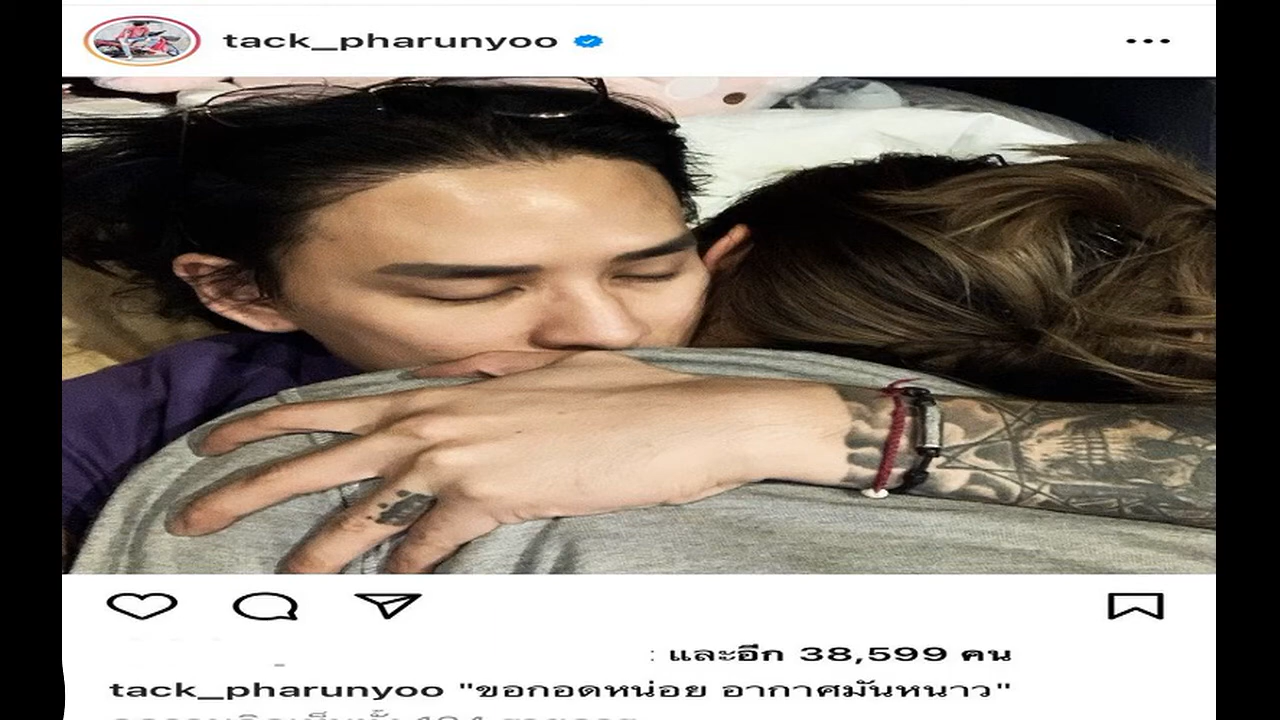 tack_pharunyoo
และอีก 38,599 คน
tack_pharunyoo "ขอกอดหน่อย อากาศมันหนาว"